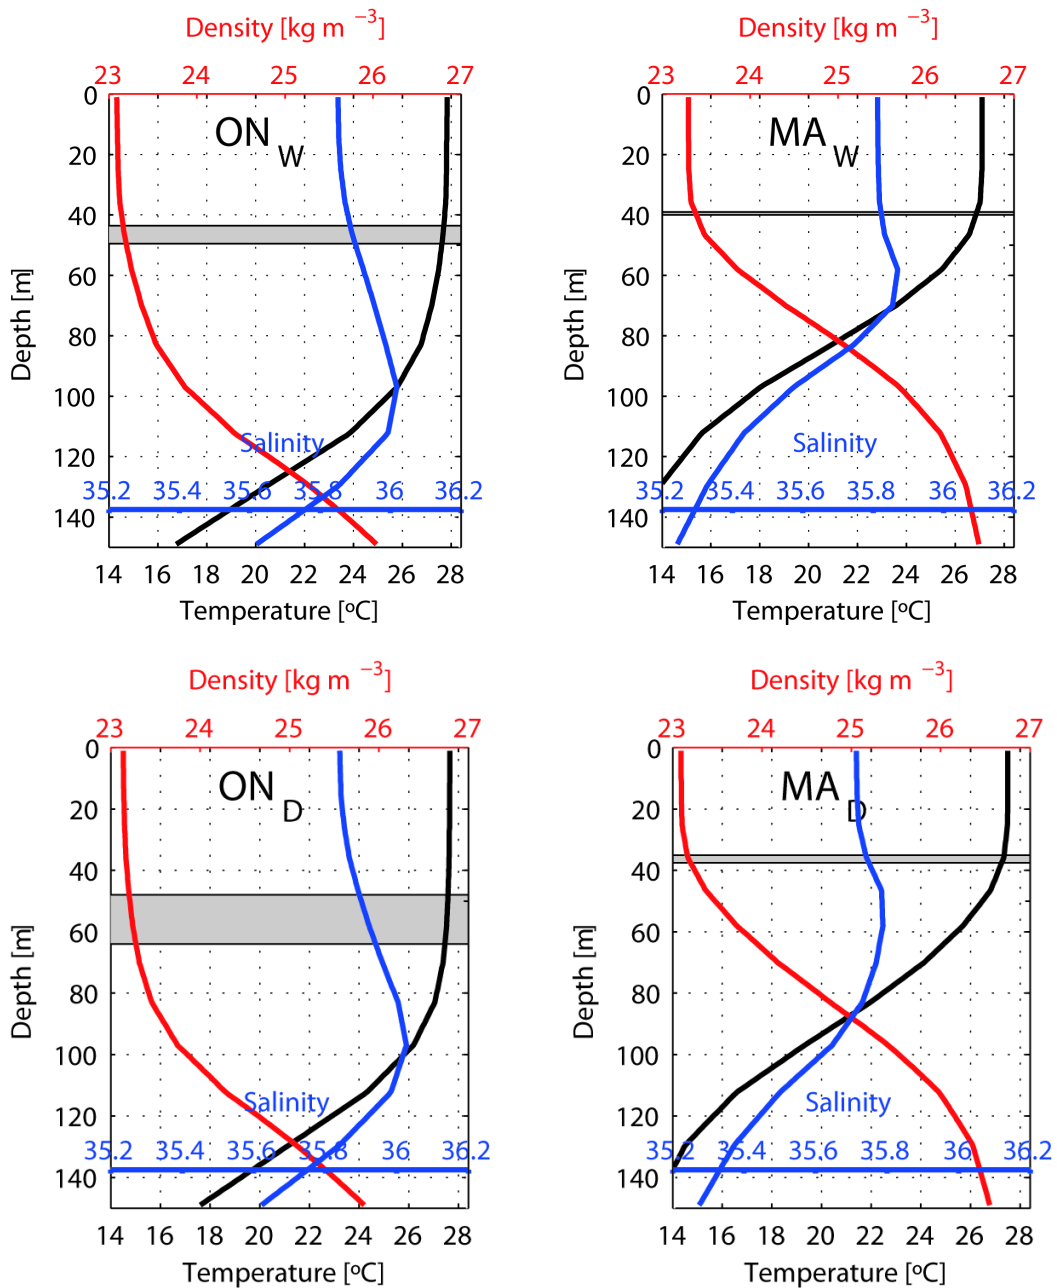 Density [kg m −3]
Density [kg m −3]
23 24 25 26 27
23 24 25 26 27
0
0
ON W
MA W
20
20
40
40
Depth [m]
Depth [m]
60
60
80
80
100
100
Salinity
Salinity
120
120
35.2 35.4 35.6 35.8 36 36.2
35.2 35.4 35.6 35.8 36 36.2
140
140
14 16 18 20 22 24 26 28
14 16 18 20 22 24 26 28
Temperature [ºC]
Temperature [ºC]
Density [kg m −3]
Density [kg m −3]
23 24 25 26 27
23 24 25 26 27
0
0
ON D
MA D
20
20
40
40
Depth [m]
Depth [m]
60
60
80
80
100
100
Salinity
Salinity
120
120
35.2 35.4 35.6 35.8 36 36.2
35.2 35.4 35.6 35.8 36 36.2
140
140
14 16 18 20 22 24 26 28
14 16 18 20 22 24 26 28
Temperature [ºC]
Temperature [ºC]